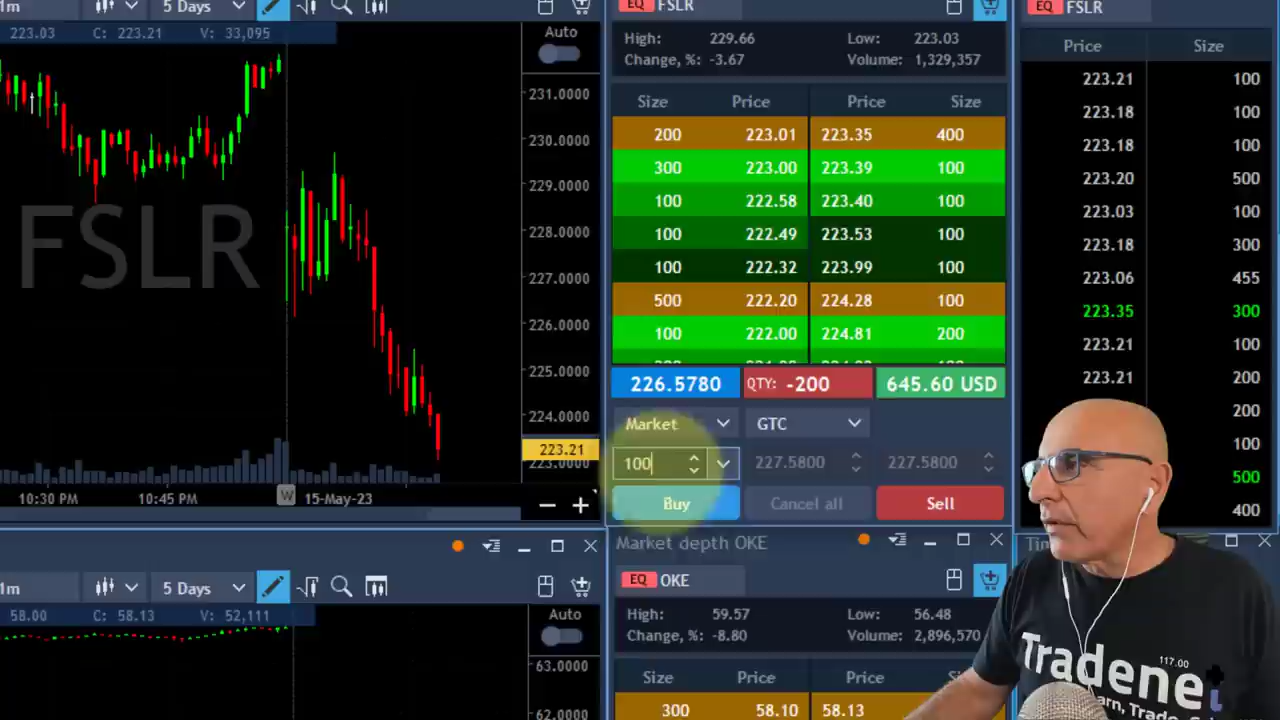 1m 5 Days
223.03 C: 223.21 V: 33,095
Auto
231.0000
230.0000
229.0000
228.0000
227.0000
226.0000
225.0000
224.0000
223.21
223.0000
FSLR
10:30 PM 10:45 PM W 15-May-23
EQ FSLR
High: 229.66 Low: 223.03
Change, %: -3.67 Volume: 1,329,357
Size Price Price Size
200 223.01 223.35 400
300 223.00 223.39 100
100 222.58 223.40 100
100 222.49 223.53 100
100 222.32 223.99 100
500 222.20 224.28 100
100 222.00 224.81 200
226.5780 QTY: -200 645.60 USD
Market GTC
100 227.5800 227.5800
Buy Cancel all Sell
EQ FSLR
Price Size
223.21 100
223.18 100
223.18 100
223.20 500
223.03 100
223.18 300
223.06 455
223.35 300
223.21 100
223.21 200
200
100
500
400
1m 5 Days
58.00 C: 58.13 V: 52,111
Auto
63.0000
62.0000
Market depth OKE
EQ OKE
High: 59.57 Low: 56.48
Change, %: -8.80 Volume: 2,896,570
Size Price Price
300 58.10 58.13
117.00